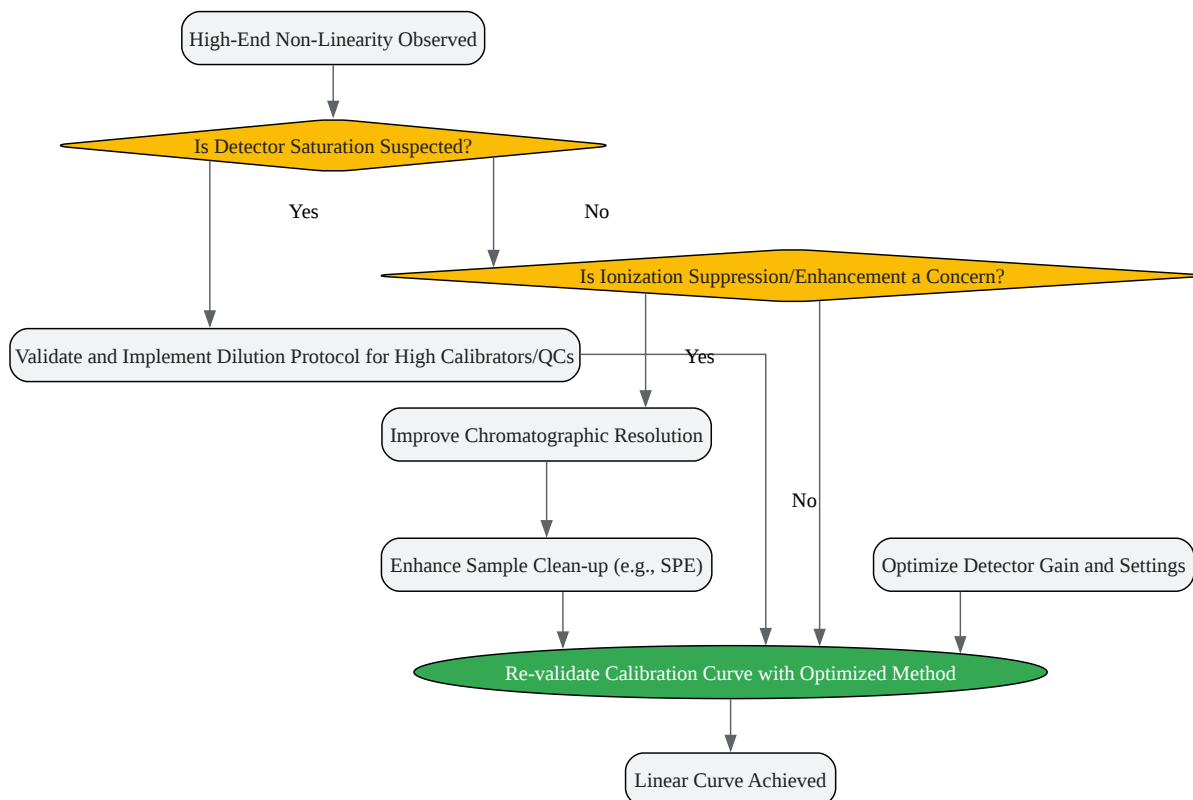 High-End Non-Linearity Observed
Is Detector Saturation Suspected?
Yes
No
Is Ionization Suppression/Enhancement a Concern?
Validate and Implement Dilution Protocol for High Calibrators/QCs
Yes
Improve Chromatographic Resolution
No
Enhance Sample Clean-up (e.g., SPE)
Optimize Detector Gain and Settings
Re-validate Calibration Curve with Optimized Method
Linear Curve Achieved